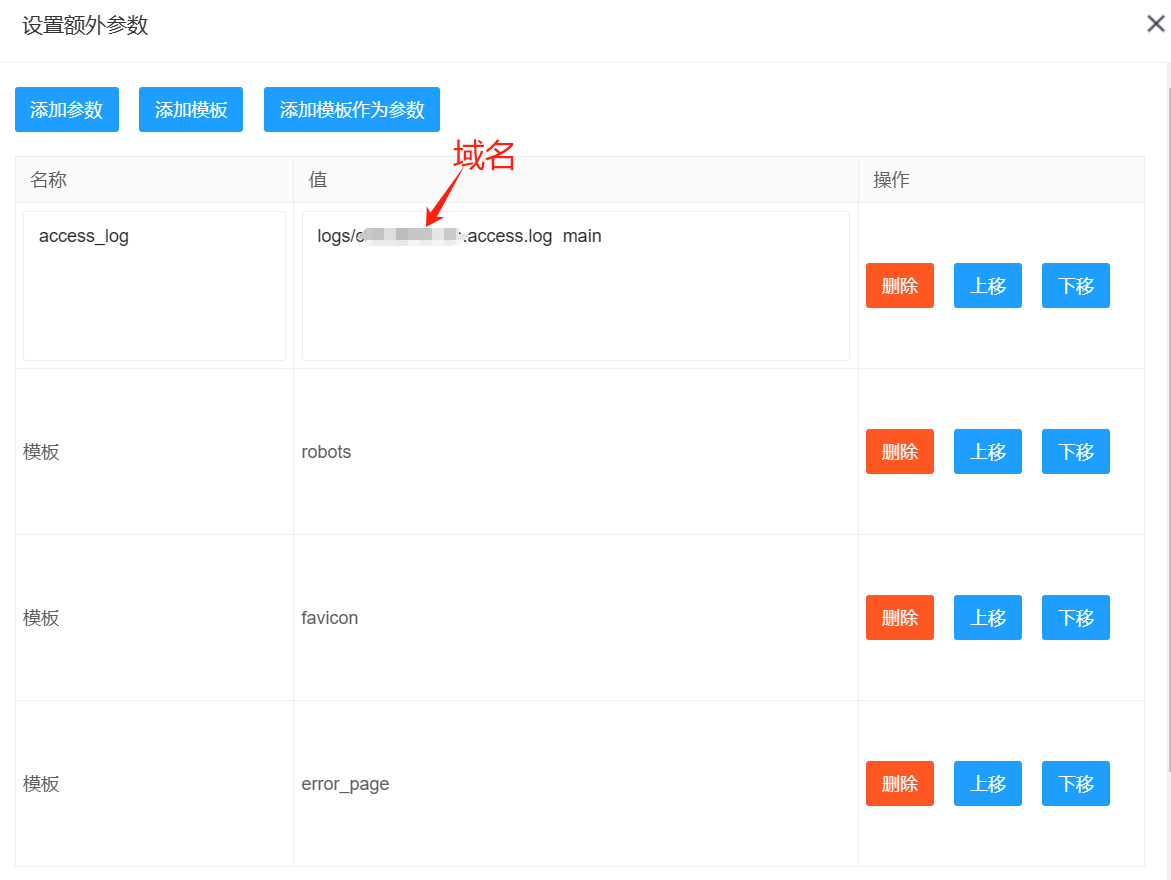 设置额外参数
添加参数 添加模板 添加模板作为参数
域名
名称 值 操作
access_log logs/ .access.log main
删除 上移 下移
模板 robots 删除 上移 下移
模板 favicon 删除 上移 下移
模板 error_page 删除 上移 下移